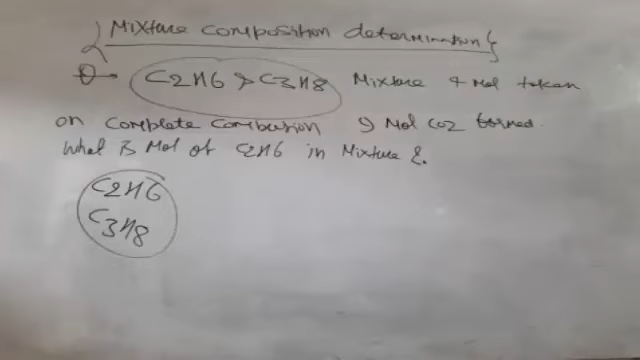 Mixture composition determination
Q→ C2H6 & C3H8 Mixture 4 Mol taken
on complete combusion 9 Mol CO2 formed.
What is Mol of C2H6 in Mixture
C2H6
C3H8